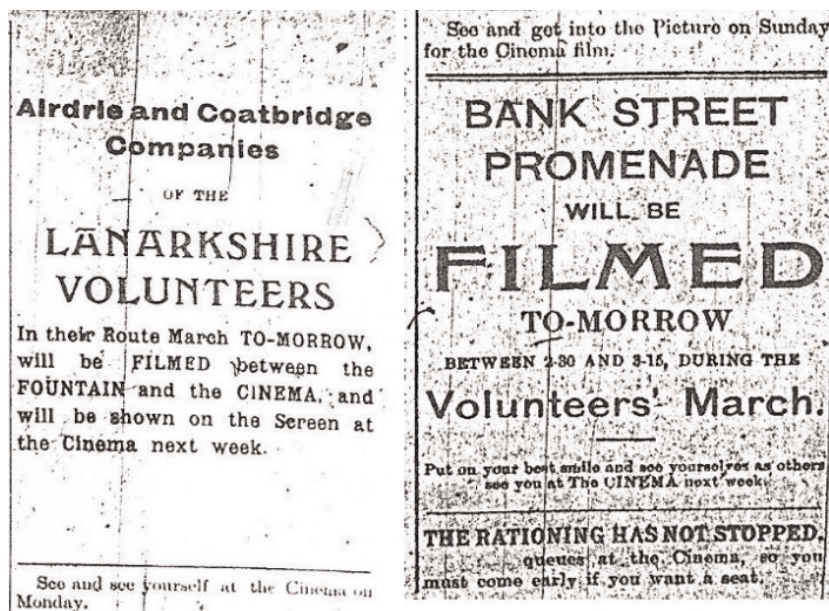 Airdrie and Coatbridge
Companies
OF THE
LANARKSHIRE
VOLUNTEERS
In their Route March TO-MORROW,
will be FILMED between the
FOUNTAIN and the CINEMA, and
will be shown on the Screen at
the Cinema next week.
See and see yourself at the Cinema on
Monday.
See and get into the Picture on Sunday
for the Cinema film.
BANK STREET
PROMENADE
WILL BE
FILMED
TO-MORROW
BETWEEN 2-30 AND 3-15, DURING THE
Volunteers' March.
Put on your best smile and see yourselves as others
see you at The CINEMA next week.
THE RATIONING HAS NOT STOPPED.
queues at the Cinema, so you
must come early if you want a seat.